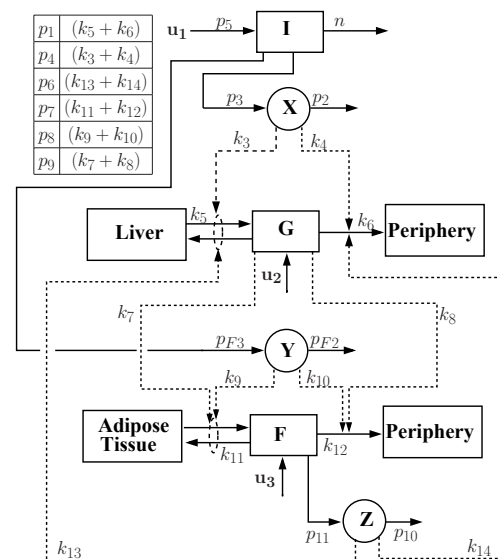 p1 (k5 + k6)
p4 (k3 + k4)
p6 (k13 + k14)
p7 (k11 + k12)
p8 (k9 + k10)
p9 (k7 + k8)
u1 p5 I n
p3 X p2
k3 k4
Liver k5 G k6 Periphery
u2
k7 k8
pF3 Y pF2
k9 k10
Adipose
Tissue
k11 F k12 Periphery
u3
p11 Z p10
k13 k14